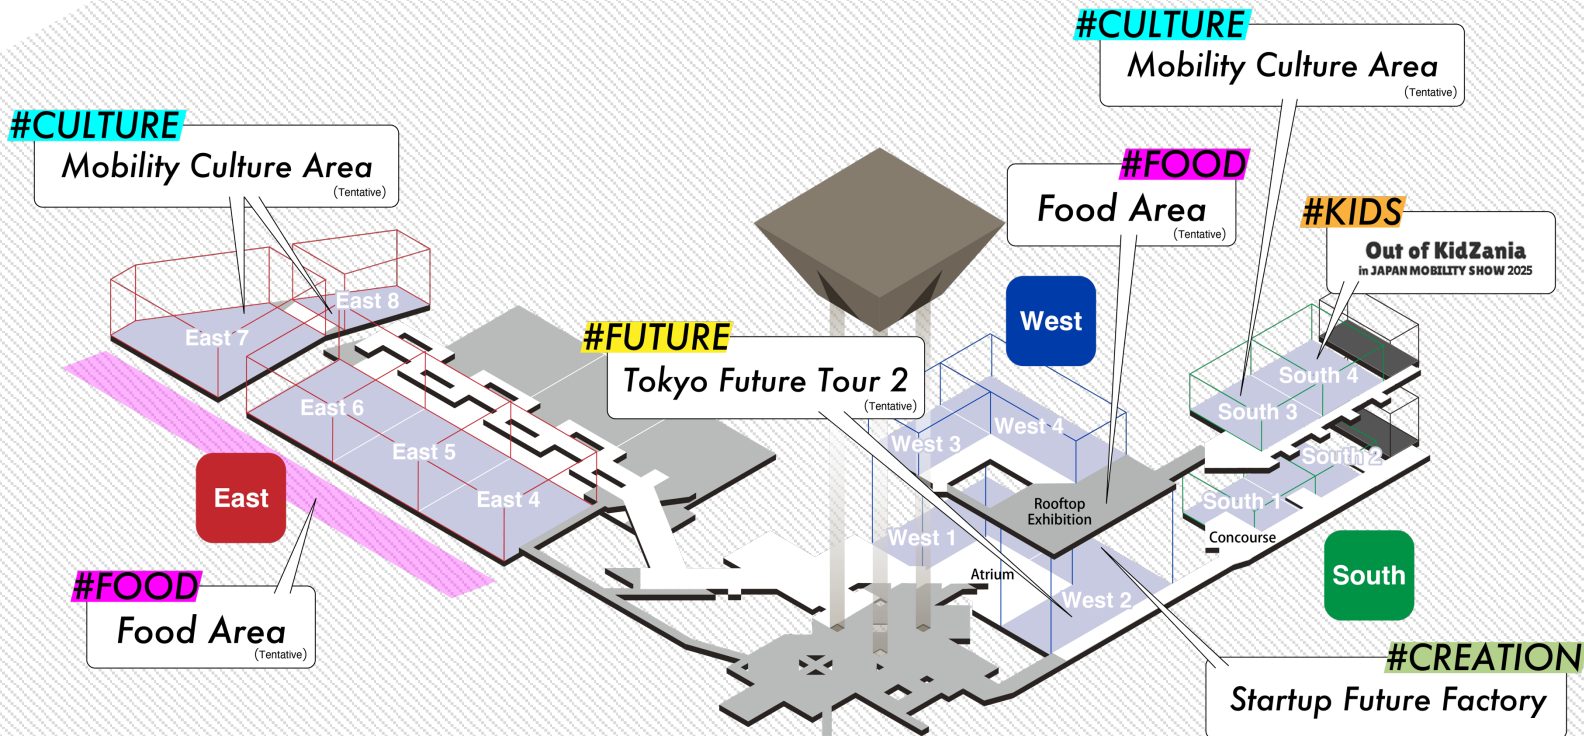 #CULTURE
Mobility Culture Area
(Tentative)
#CULTURE
Mobility Culture Area
(Tentative)
#FOOD
Food Area
(Tentative)
#KIDS
Out of KidZania
in JAPAN MOBILITY SHOW 2025
East 8
East 7
West
#FUTURE
Tokyo Future Tour 2
(Tentative)
South 4
South 3
East 6
West 4
West 3
East 5
South 2
East
East 4
South 1
Rooftop
Exhibition
West 1
Concourse
Atrium
South
West 2
#FOOD
Food Area
(Tentative)
#CREATION
Startup Future Factory